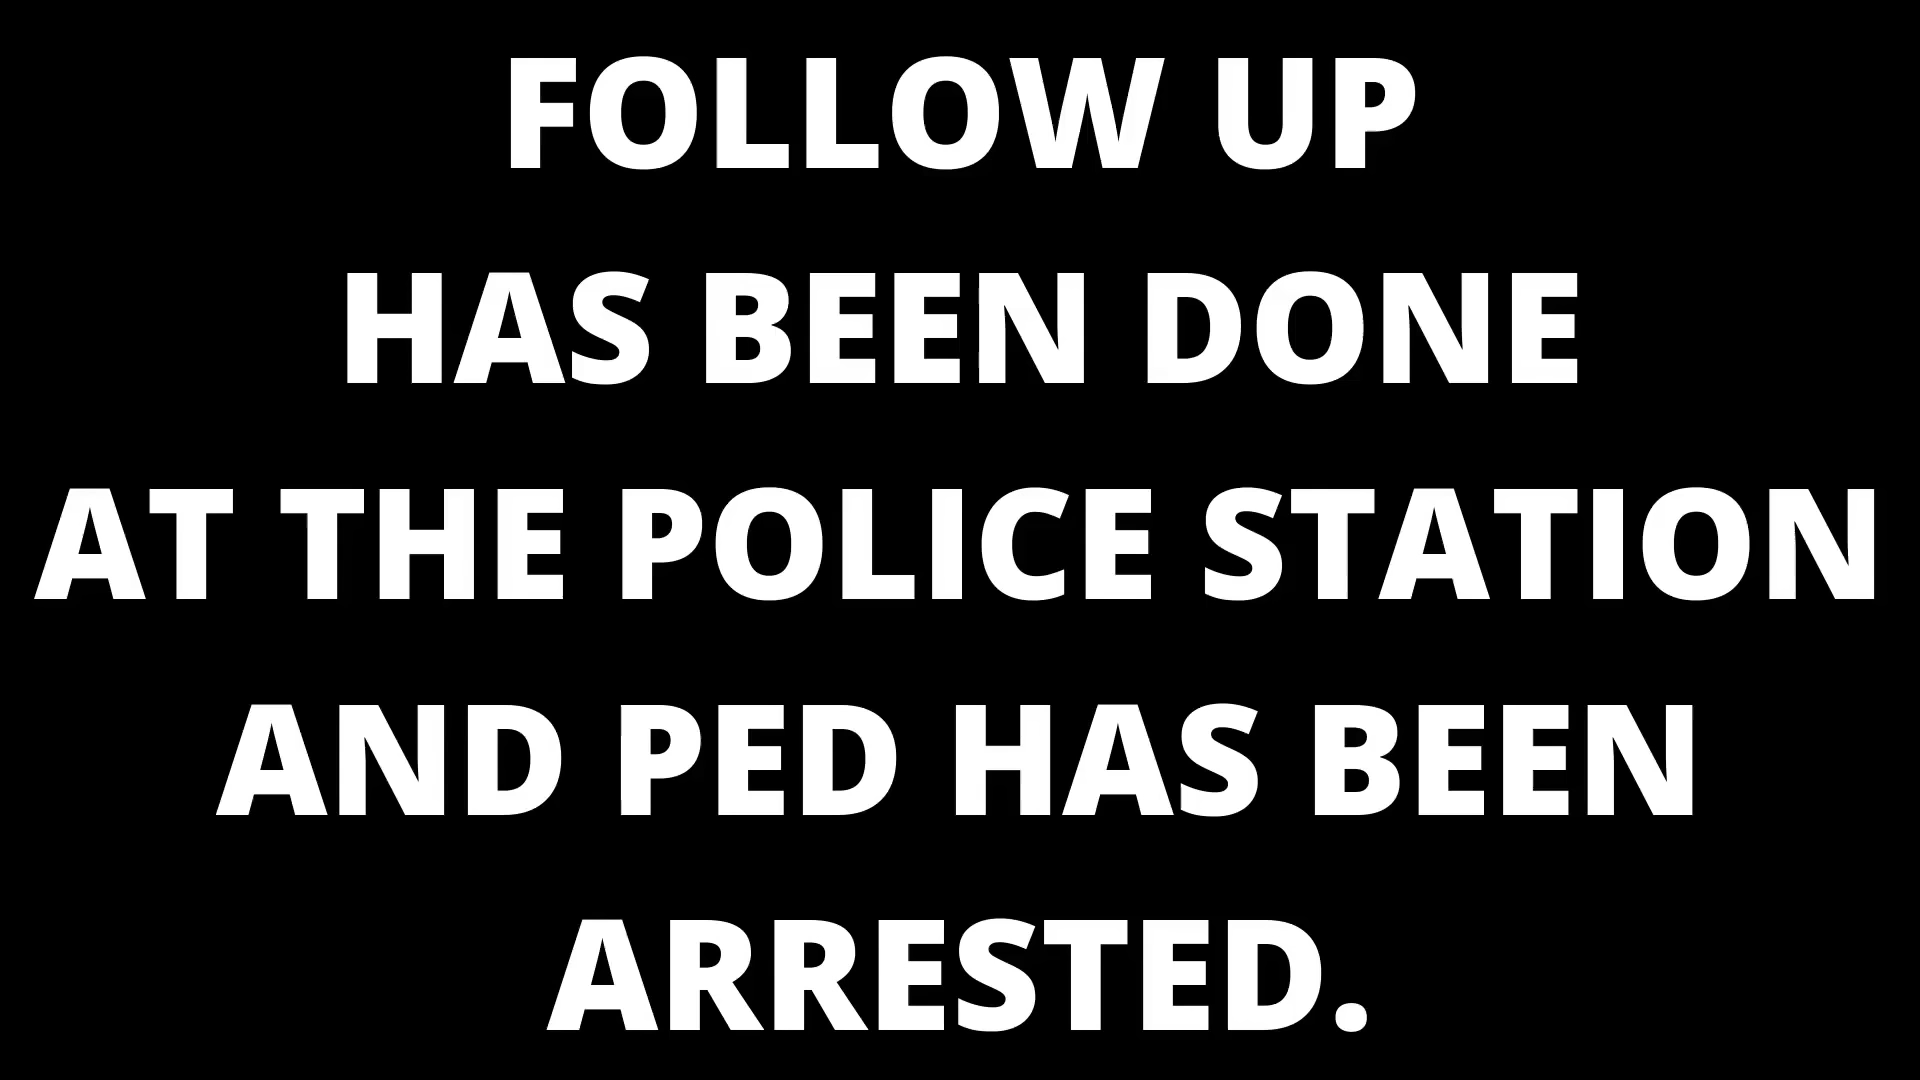 FOLLOW UP
HAS BEEN DONE
AT THE POLICE STATION
AND PED HAS BEEN
ARRESTED.